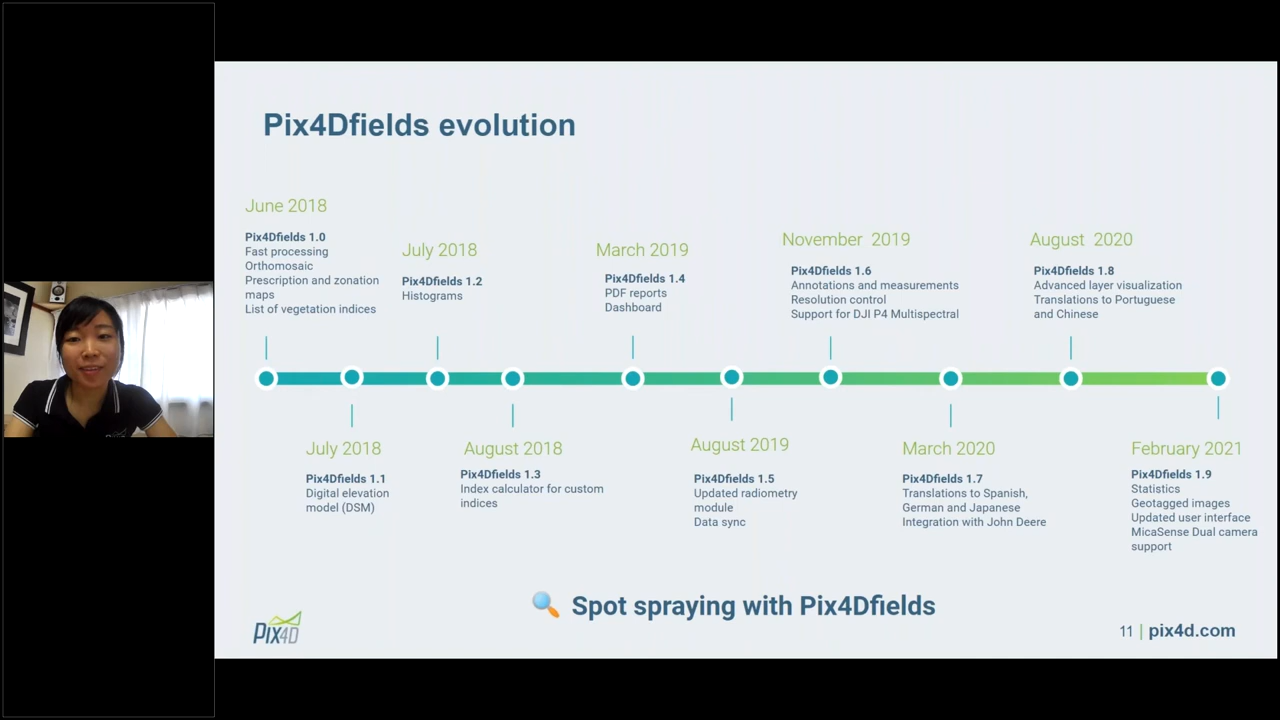 Pix4Dfields evolution
June 2018
Pix4Dfields 1.0
Fast processing
Orthomosaic
Prescription and zonation
maps
List of vegetation indices
July 2018
Pix4Dfields 1.2
Histograms
March 2019
Pix4Dfields 1.4
PDF reports
Dashboard
November 2019
Pix4Dfields 1.6
Annotations and measurements
Resolution control
Support for DJI P4 Multispectral
August 2020
Pix4Dfields 1.8
Advanced layer visualization
Translations to Portuguese
and Chinese
July 2018
Pix4Dfields 1.1
Digital elevation
model (DSM)
August 2018
Pix4Dfields 1.3
Index calculator for custom
indices
August 2019
Pix4Dfields 1.5
Updated radiometry
module
Data sync
March 2020
Pix4Dfields 1.7
Translations to Spanish,
German and Japanese
Integration with John Deere
February 2021
Pix4Dfields 1.9
Statistics
Geotagged images
Updated user interface
MicaSense Dual camera
support
Spot spraying with Pix4Dfields
PIX4D
11 | pix4d.com